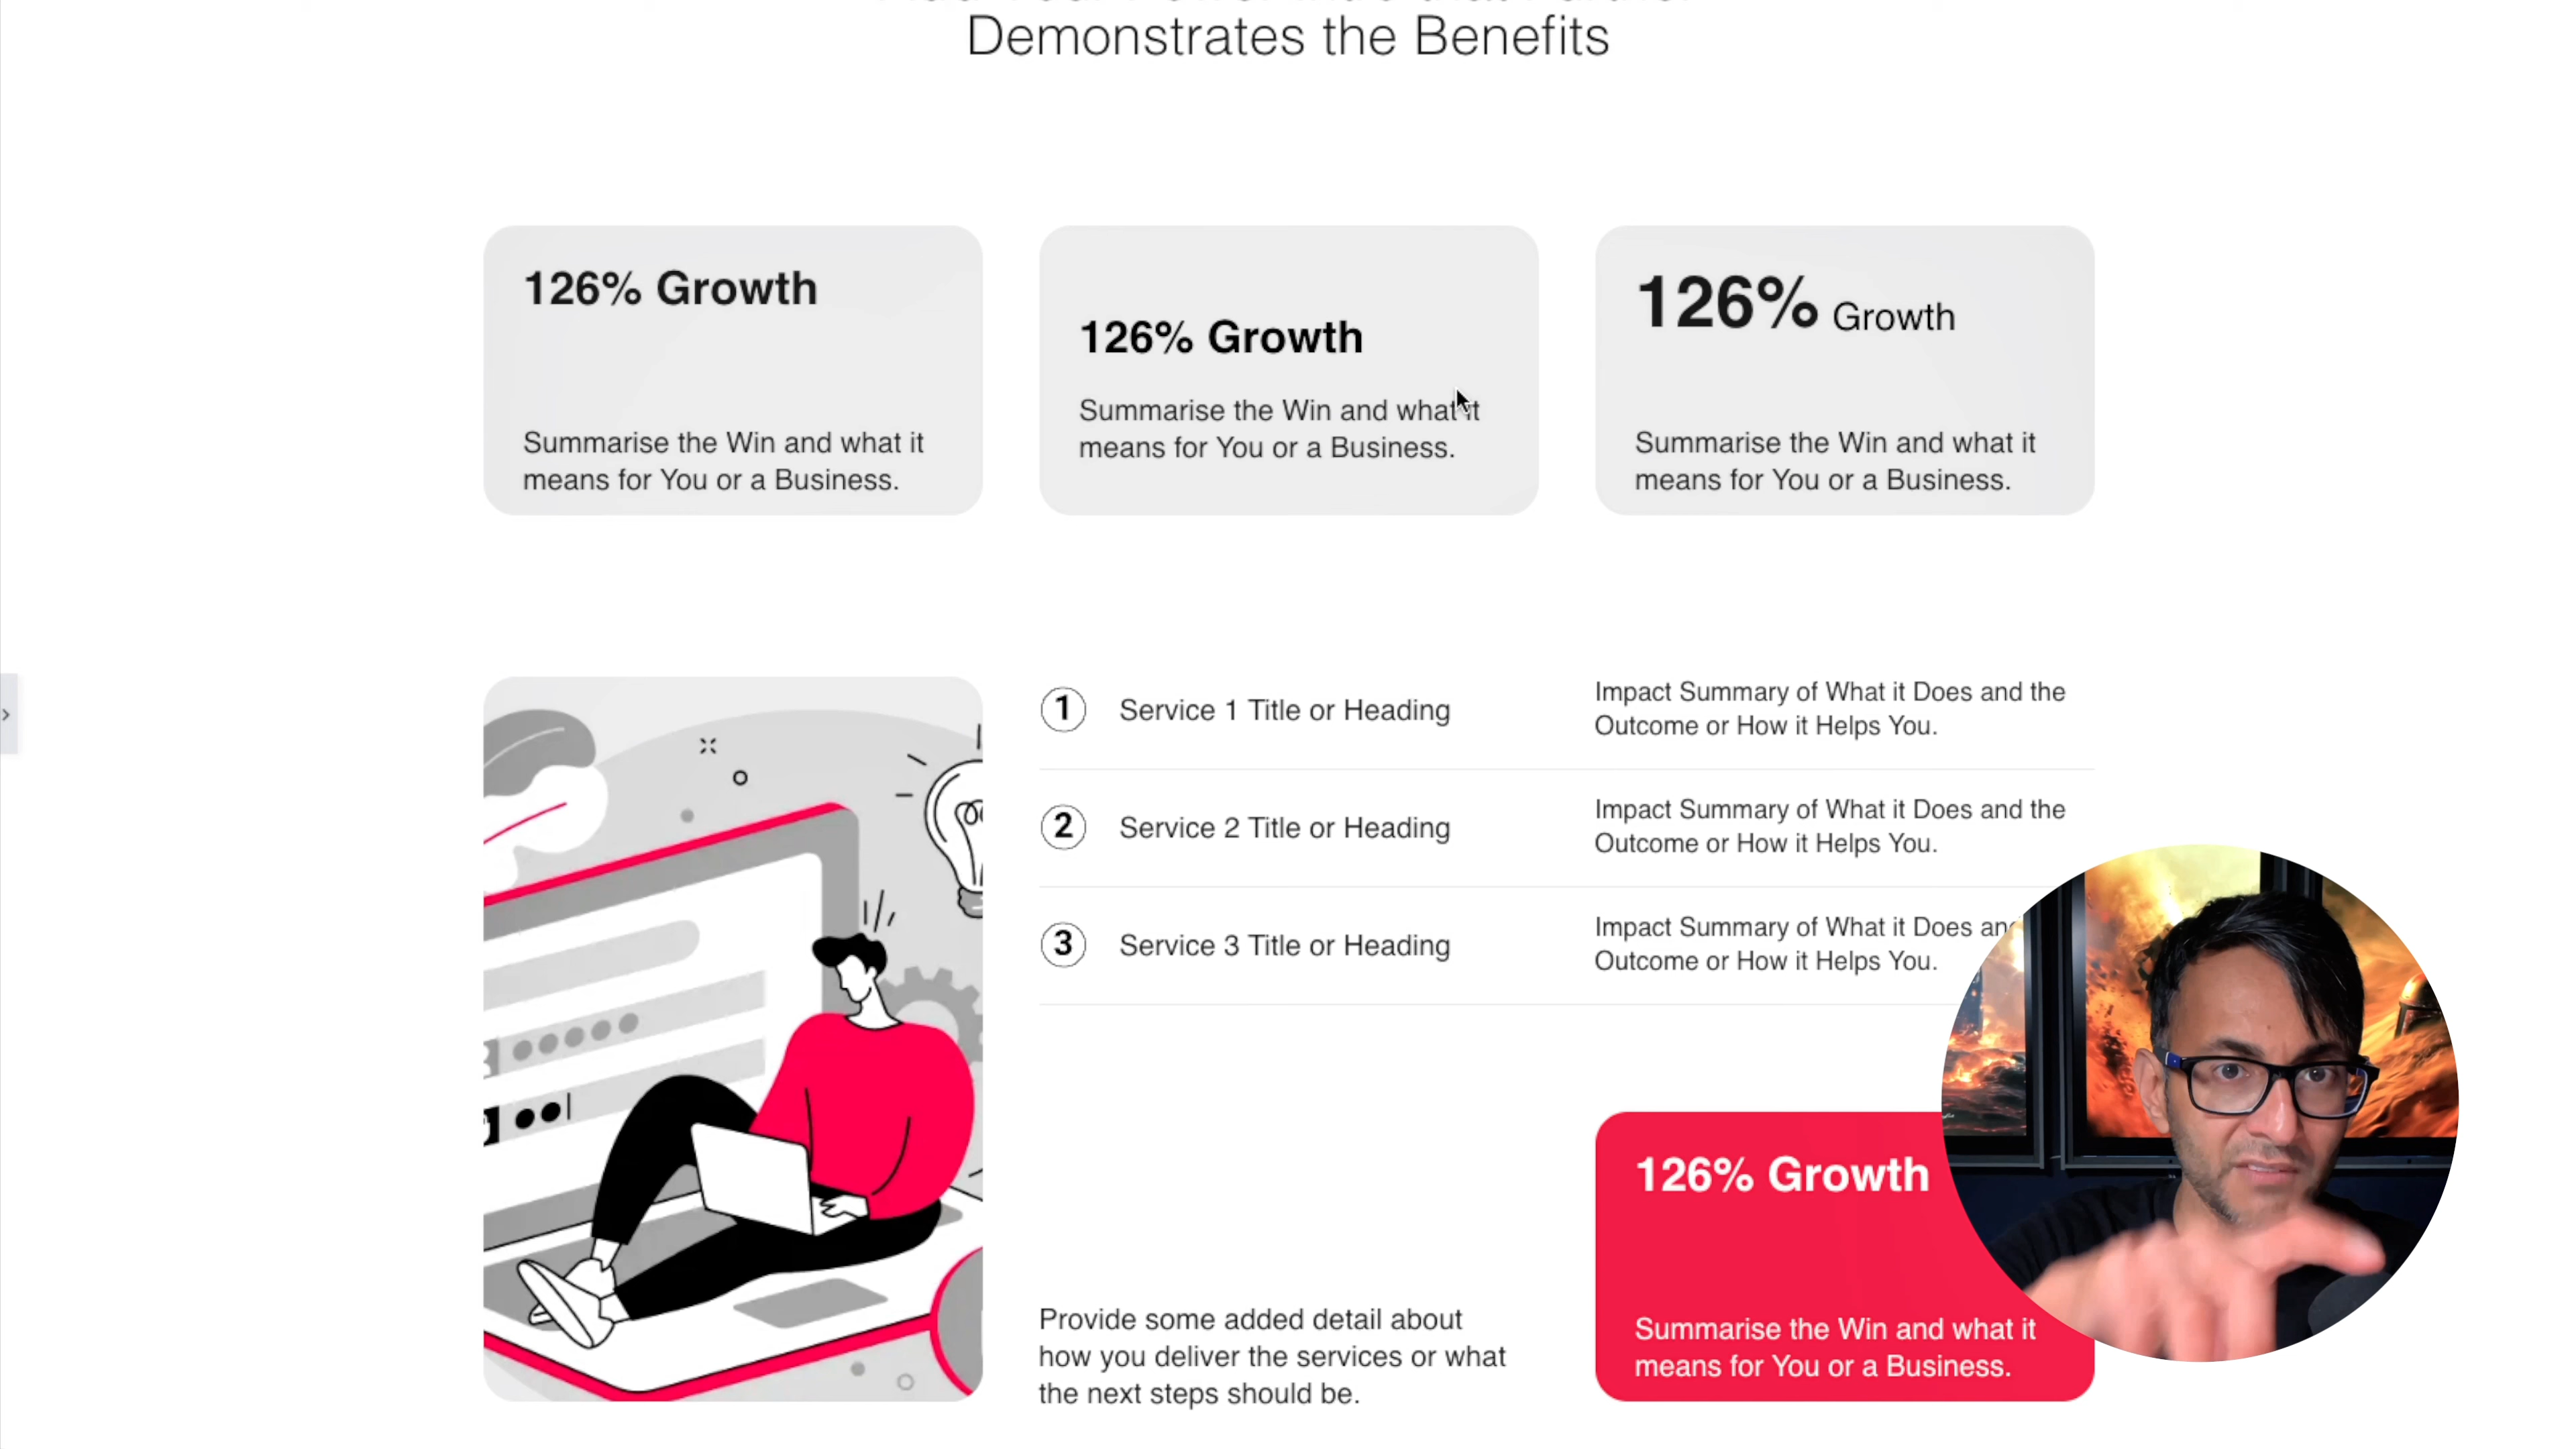 Demonstrates the Benefits
126% Growth
Summarise the Win and what it
means for You or a Business.
126% Growth
Summarise the Win and what it
means for You or a Business.
126% Growth
Summarise the Win and what it
means for You or a Business.
1 Service 1 Title or Heading
Impact Summary of What it Does and the
Outcome or How it Helps You.
2 Service 2 Title or Heading
Impact Summary of What it Does and the
Outcome or How it Helps You.
3 Service 3 Title or Heading
Impact Summary of What it Does
Outcome or How it Helps You.
Provide some added detail about
how you deliver the services or what
the next steps should be.
126% Growth
Summarise the Win and what it
means for You or a Business.